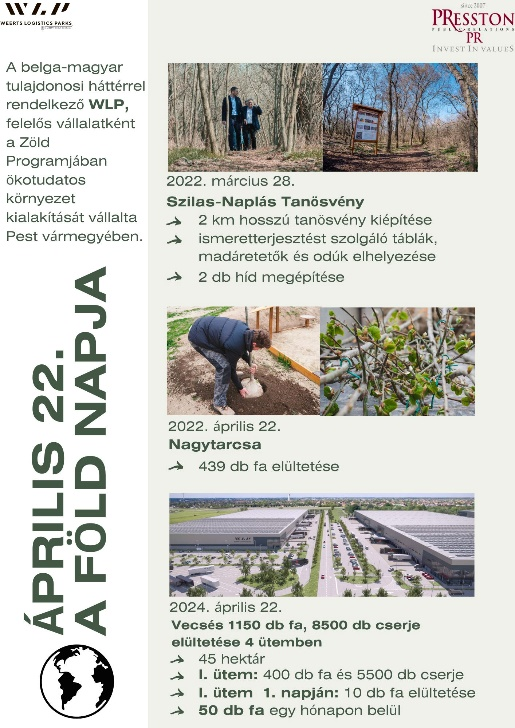 WLP
WEERTS LOGISTICS PARKS
SINCE 2007
PRESSTON
PUBLIC RELATIONS
PR
INVEST IN VALUES
A belga-magyar
tulajdonosi háttérrel
rendelkező WLP,
felelős vállalatként
a Zöld
Programjában
ökotudatos
környezet
kialakítását vállalta
Pest vármegyében.
ÁPRILIS 22.
A FÖLD NAPJA
2022. március 28.
Szilas-Naplás Tanösvény
2 km hosszú tanösvény kiépítése
ismeretterjesztést szolgáló táblák,
madáretetők és odúk elhelyezése
2 db híd megépítése
2022. április 22.
Nagytarcsa
439 db fa elültetése
2024. április 22.
Vecsés 1150 db fa, 8500 db cserje
elültetése 4 ütemben
45 hektár
I. ütem: 400 db fa és 5500 db cserje
I. ütem 1. napján: 10 db fa elültetése
50 db fa egy hónapon belül